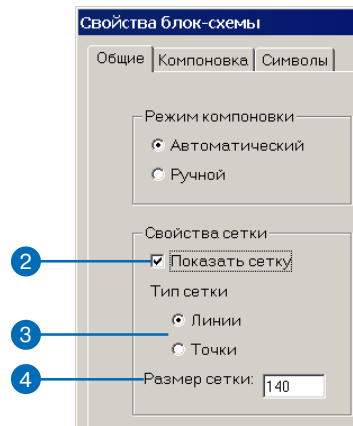 Свойства блок-схемы
Общие Компоновка Символы
Режим компоновки
Автоматический
Ручной
Свойства сетки
2 Показать сетку
Тип сетки
Линии
3
Точки
4 Размер сетки: 140